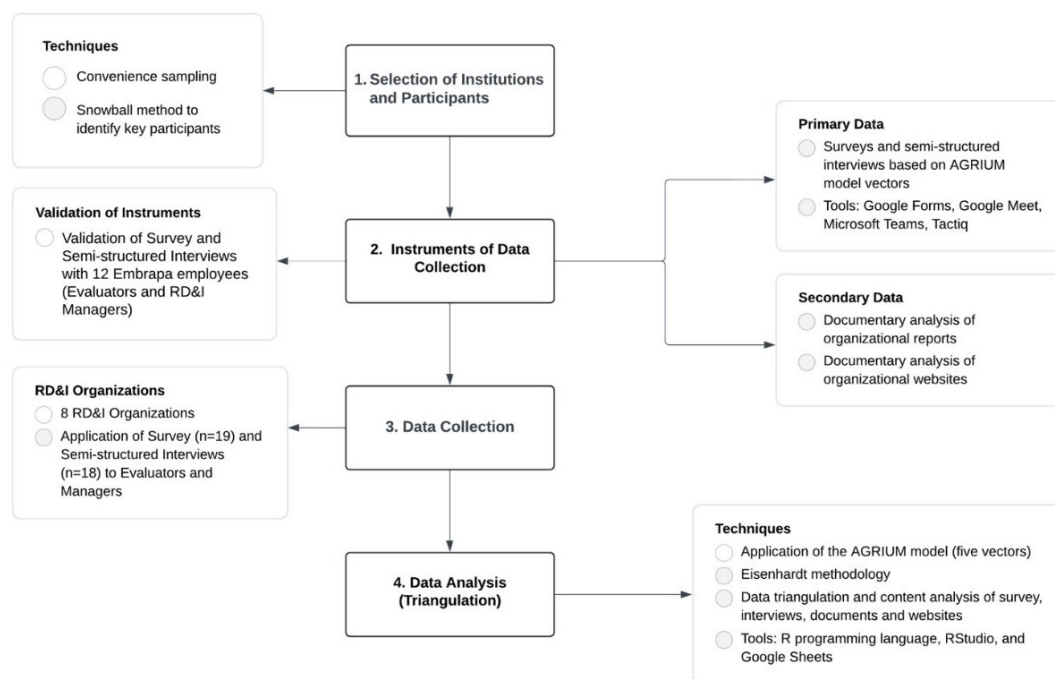 Techniques
Convenience sampling
Snowball method to
identify key participants
1. Selection of Institutions
and Participants
Primary Data
Surveys and semi-structured
interviews based on AGRIUM
model vectors
Tools: Google Forms, Google Meet,
Microsoft Teams, Tactiq
Validation of Instruments
Validation of Survey and
Semi-structured Interviews
with 12 Embrapa employees
(Evaluators and RD&I
Managers)
2. Instruments of Data
Collection
Secondary Data
Documentary analysis of
organizational reports
Documentary analysis of
organizational websites
RD&I Organizations
8 RD&I Organizations
Application of Survey (n=19) and
Semi-structured Interviews
(n=18) to Evaluators and
Managers
3. Data Collection
4. Data Analysis
(Triangulation)
Techniques
Application of the AGRIUM model (five vectors)
Eisenhardt methodology
Data triangulation and content analysis of survey,
interviews, documents and websites
Tools: R programming language, RStudio, and
Google Sheets